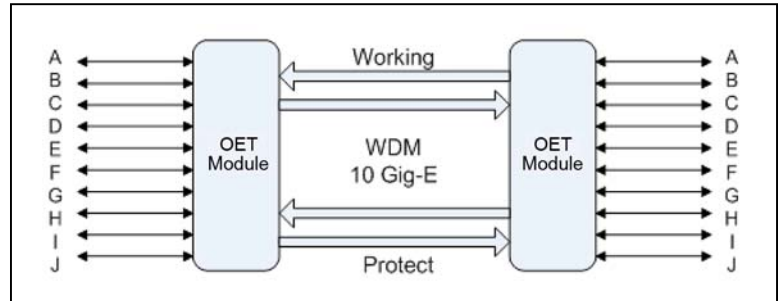 Working
A
B
C
D
E
F
G
H
I
J
OET
Module
WDM
10 Gig-E
OET
Module
A
B
C
D
E
F
G
H
I
J
Protect